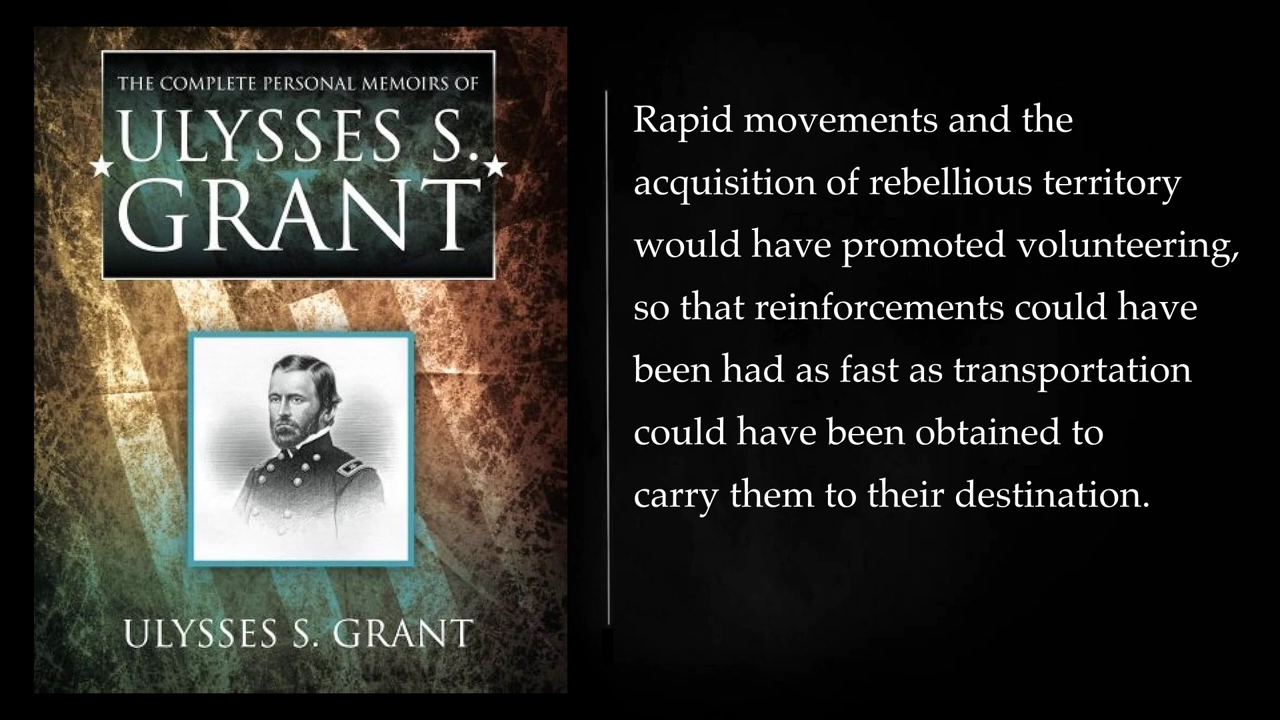 THE COMPLETE PERSONAL MEMOIRS OF
ULYSSES S.
GRANT
ULYSSES S. GRANT
Rapid movements and the
acquisition of rebellious territory
would have promoted volunteering,
so that reinforcements could have
been had as fast as transportation
could have been obtained to
carry them to their destination.